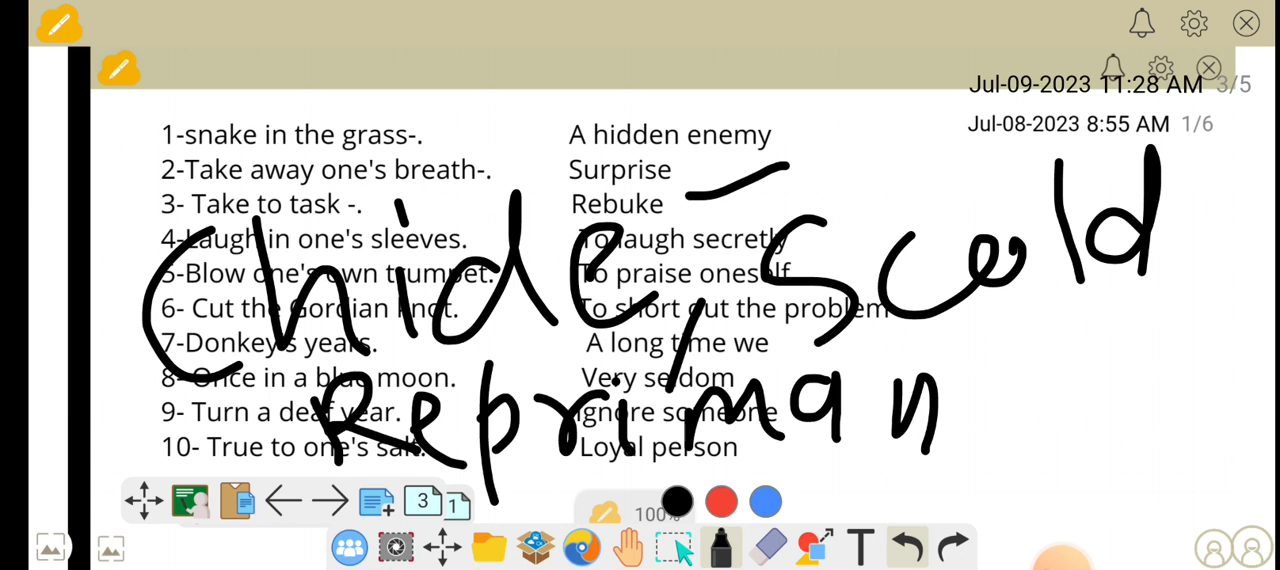 Jul-09-2023 11:28 AM 3/5
Jul-08-2023 8:55 AM 1/6
1-snake in the grass-. A hidden enemy
2-Take away one's breath-. Surprise
3- Take to task -. Rebuke
4-Laugh in one's sleeves. To laugh secretly
5-Blow one's own trumpet. To praise oneself
6- Cut the Gordian knot. To short out the problem
7-Donkey's years. A long time we
8- Once in a blue moon. Very seldom
9- Turn a deaf year. Ignore someone
10- True to one's salt. Loyal person
Chide, Scold
Repriman
3 1 100%
T